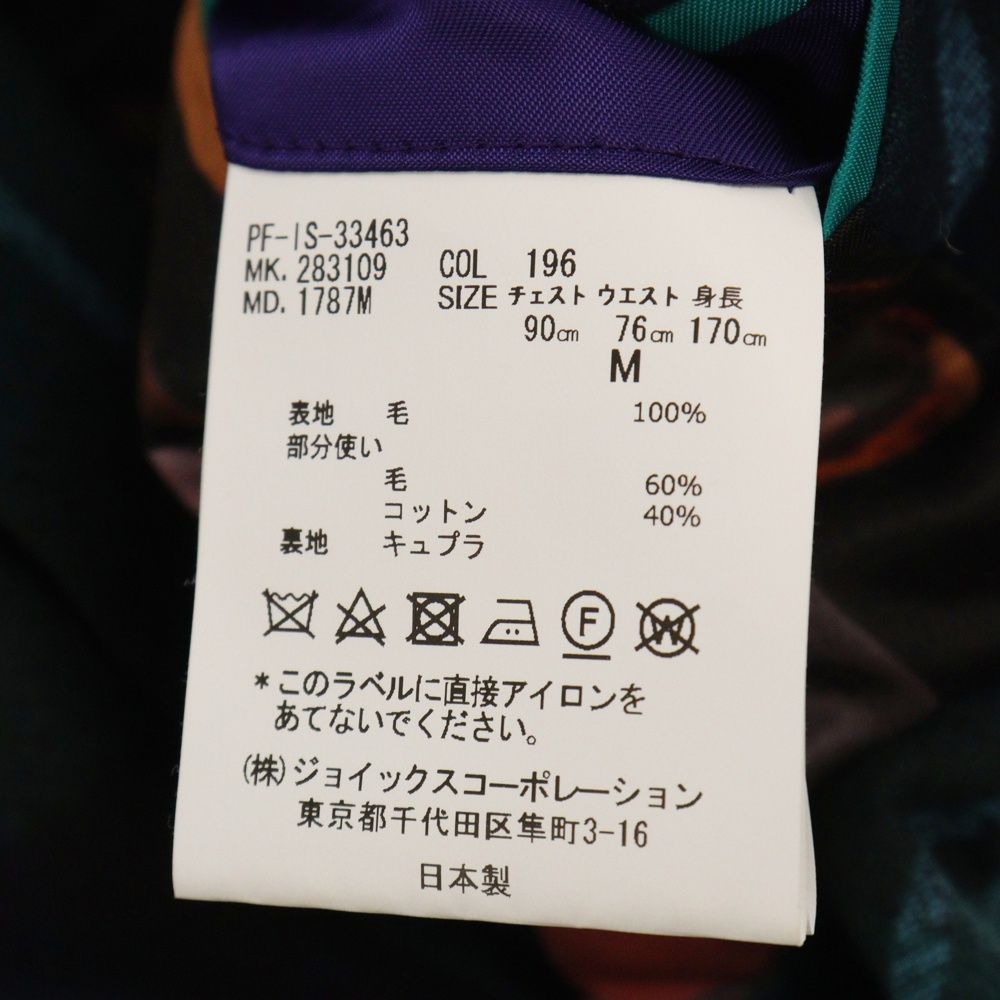 PF-IS-33463
MK. 283109 COL 196
MD. 1787M SIZE チェスト ウエスト 身長
90㎝ 76㎝ 170㎝
M
表地 毛 100%
部分使い
毛 60%
コットン 40%
裏地 キュプラ
F W
*このラベルに直接アイロンを
あてないでください。
(株)ジョイックスコーポレーション
東京都千代田区隼町3-16
日本製